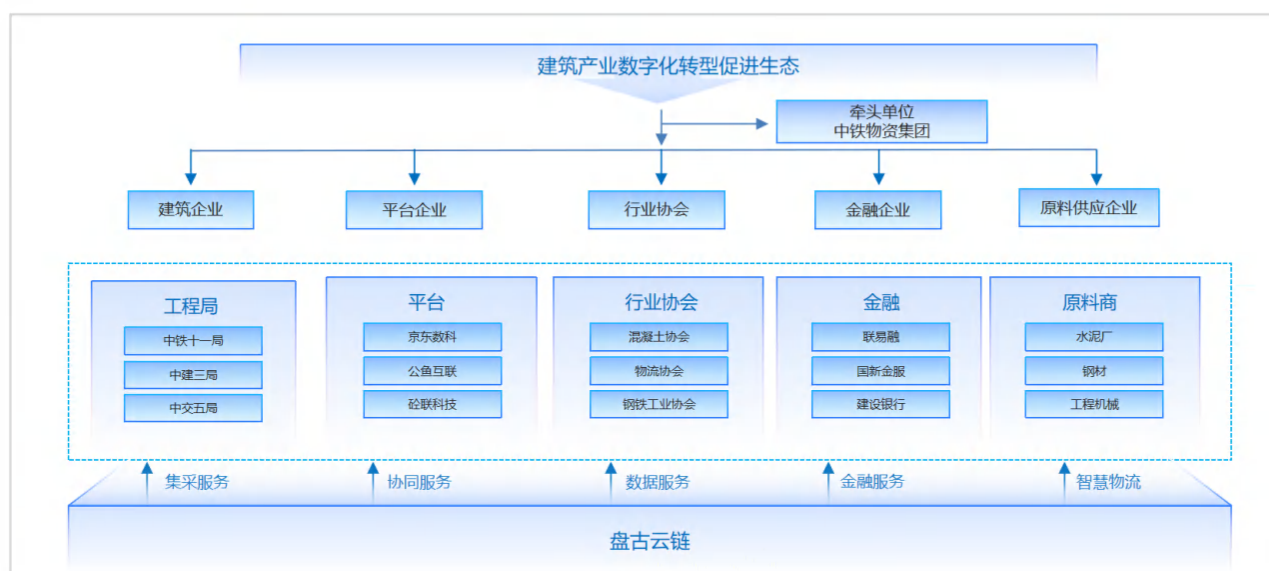 建筑产业数字化转型促进生态
牵头单位
中铁物资集团
建筑企业
平台企业
行业协会
金融企业
原料供应企业
工程局
中铁十一局
中建三局
中交五局
平台
京东数科
公鱼互联
砼联科技
行业协会
混凝土协会
物流协会
钢铁工业协会
金融
联易融
国新金服
建设银行
原料商
水泥厂
钢材
工程机械
集采服务
协同服务
数据服务
金融服务
智慧物流
盘古云链